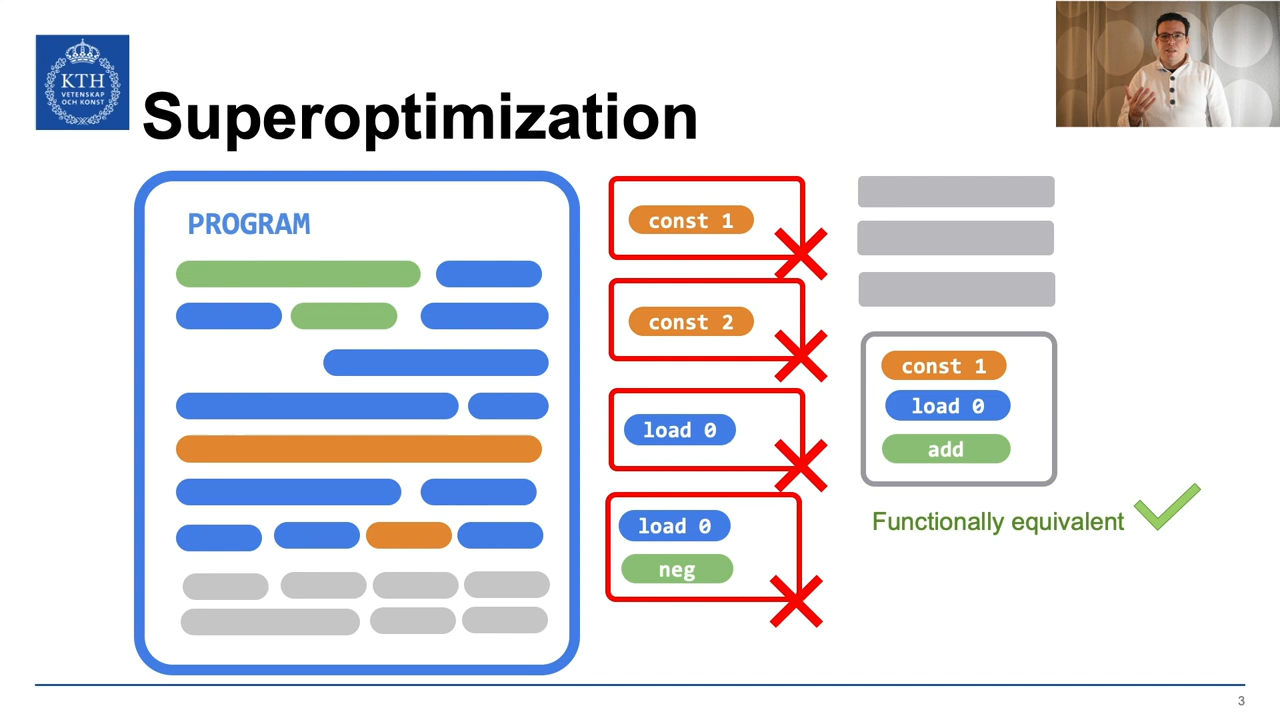 KTH
VETENSKAP
OCH KONST
Superoptimization
PROGRAM
const 1
const 2
load 0
load 0
neg
const 1
load 0
add
Functionally equivalent
3